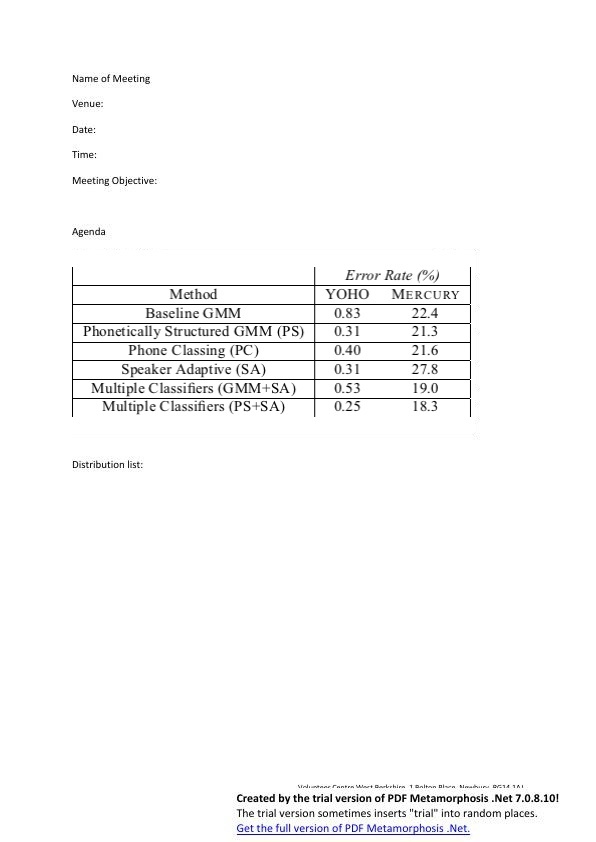 Name of Meeting
Venue:
Date:
Time:
Meeting Objective:
Agenda
Error Rate (%)
Method YOHO MERCURY
Baseline GMM 0.83 22.4
Phonetically Structured GMM (PS) 0.31 21.3
Phone Classing (PC) 0.40 21.6
Speaker Adaptive (SA) 0.31 27.8
Multiple Classifiers (GMM+SA) 0.53 19.0
Multiple Classifiers (PS+SA) 0.25 18.3
Distribution list:
Volunteer Centre West Berkshire, 1 Bolton Place, Newbury, RG14 1AJ
Created by the trial version of PDF Metamorphosis .Net 7.0.8.10!
The trial version sometimes inserts "trial" into random places.
Get the full version of PDF Metamorphosis .Net.